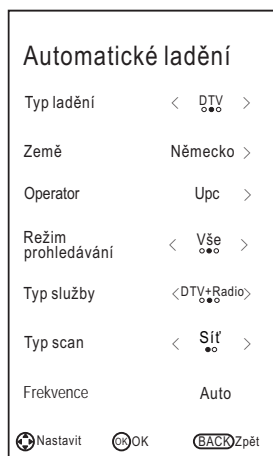 Automatické ladění
Typ ladění < DTV >
Země Německo >
Operator Upc >
Režim
prohledávání < Vše >
Typ služby <DTV+Radio>
Typ scan < Síť >
Frekvence Auto
Nastavit OK OK BACK Zpět